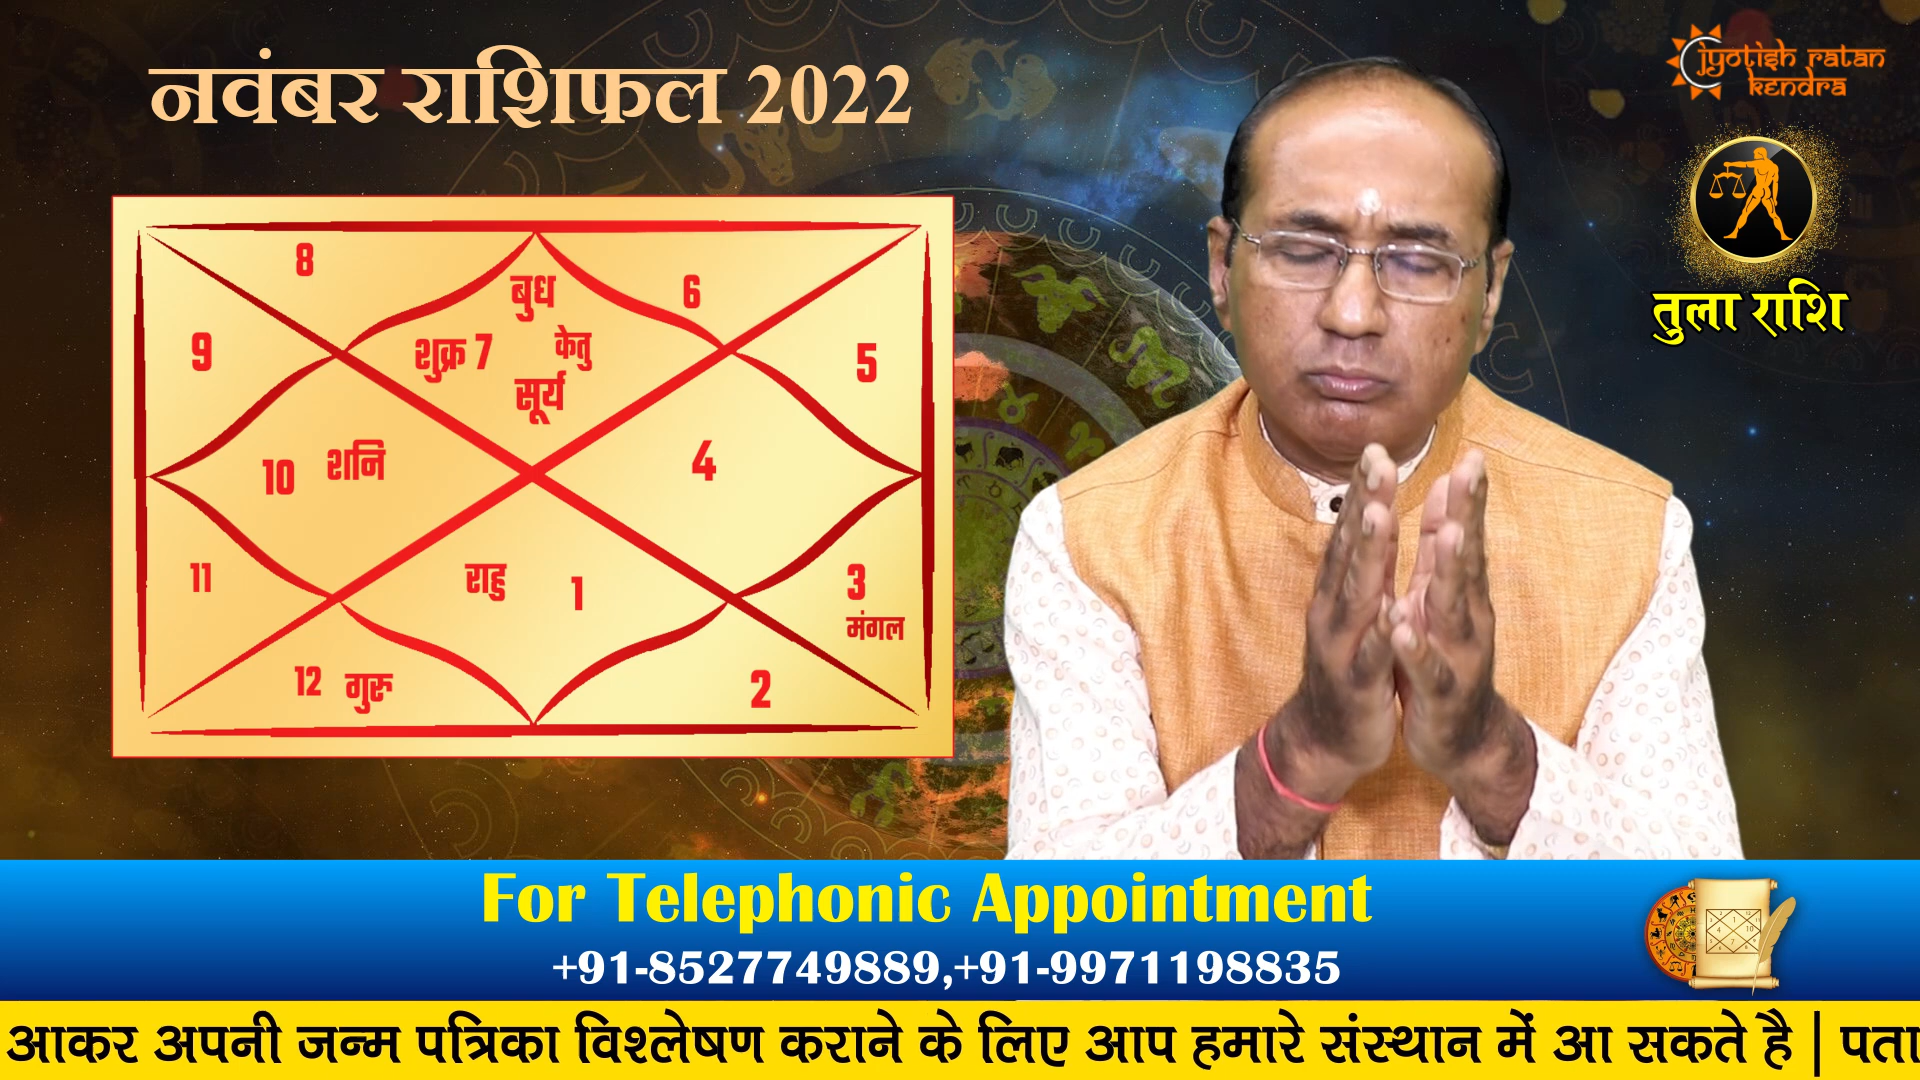 नवंबर राशिफल 2022
jyotish ratan
kendra
तुला राशि
8
बुध
6
9
शुक्र 7 केतु
5
सूर्य
10 शनि
4
11
राहु 1
3
मंगल
12 गुरु
2
For Telephonic Appointment
+91-8527749889,+91-9971198835
आकर अपनी जन्म पत्रिका विश्लेषण कराने के लिए आप हमारे संस्थान में आ सकते है | पता